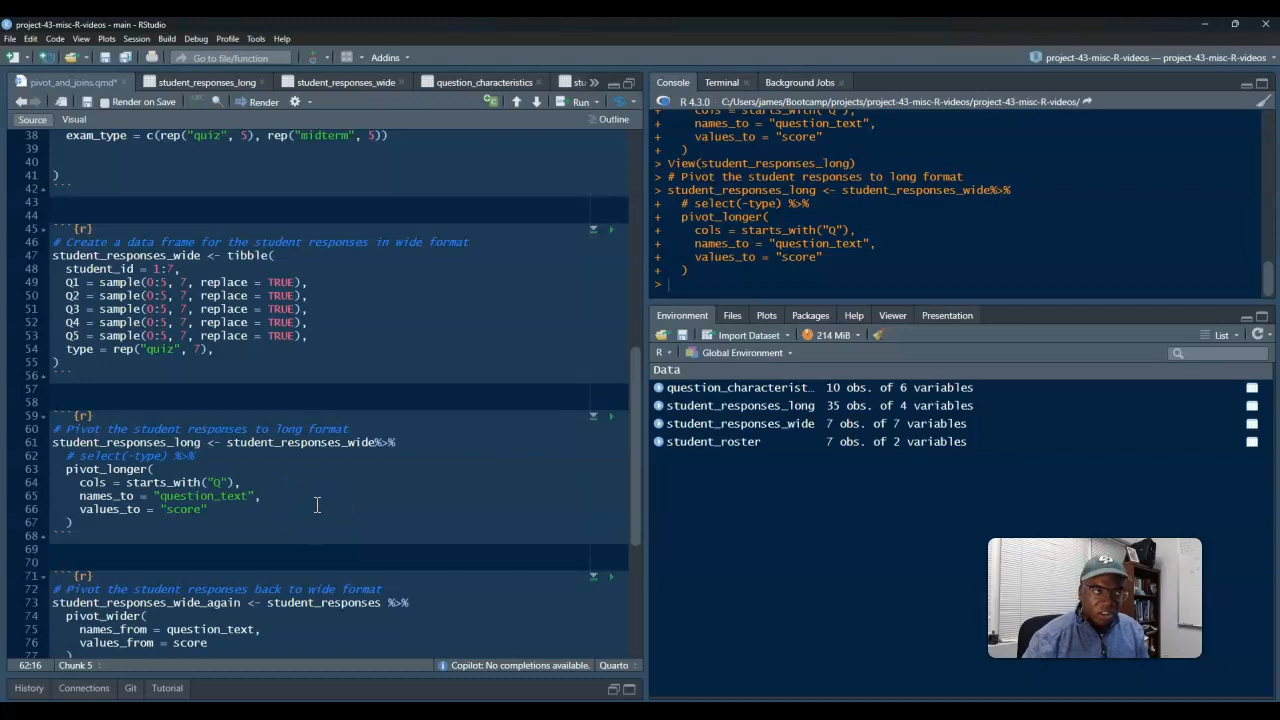 project-43-misc-R-videos - main - RStudio
File Edit Code View Plots Session Build Debug Profile Tools Help
Go to file/function Addins project-43-misc-R-videos — project-43-misc-R-videos
pivot_and_joins.qmd* student_responses_long student_responses_wide question_characteristics stu
Render on Save Render Run
Source Visual Outline
38 exam_type = c(rep("quiz", 5), rep("midterm", 5))
39
40
41 )
42 ```
43
44
45 ```{r}
46 # Create a data frame for the student responses in wide format
47 student_responses_wide <- tibble(
48 student_id = 1:7,
49 Q1 = sample(0:5, 7, replace = TRUE),
50 Q2 = sample(0:5, 7, replace = TRUE),
51 Q3 = sample(0:5, 7, replace = TRUE),
52 Q4 = sample(0:5, 7, replace = TRUE),
53 Q5 = sample(0:5, 7, replace = TRUE),
54 type = rep("quiz", 7),
55 )
56 ```
57
58
59 ```{r}
60 # Pivot the student responses to long format
61 student_responses_long <- student_responses_wide%>%
62 # select(-type) %>%
63 pivot_longer(
64 cols = starts_with("Q"),
65 names_to = "question_text",
66 values_to = "score"
67 )
68 ```
69
70
71 ```{r}
72 # Pivot the student responses back to wide format
73 student_responses_wide_again <- student_responses %>%
74 pivot_wider(
75 names_from = question_text,
76 values_from = score
77 )
62:16 Chunk 5 Copilot: No completions available. Quarto
History Connections Git Tutorial
Console Terminal Background Jobs
R 4.3.0 · C:/Users/james/Bootcamp/projects/project-43-misc-R-videos/project-43-misc-R-videos/
+ cols = starts_with("Q"),
+ names_to = "question_text",
+ values_to = "score"
+ )
> View(student_responses_long)
> # Pivot the student responses to long format
> student_responses_long <- student_responses_wide%>%
+ # select(-type) %>%
+ pivot_longer(
+ cols = starts_with("Q"),
+ names_to = "question_text",
+ values_to = "score"
+ )
>
Environment Files Plots Packages Help Viewer Presentation
Import Dataset 214 MiB List
R Global Environment
Data
question_characterist… 10 obs. of 6 variables
student_responses_long 35 obs. of 4 variables
student_responses_wide 7 obs. of 7 variables
student_roster 7 obs. of 2 variables